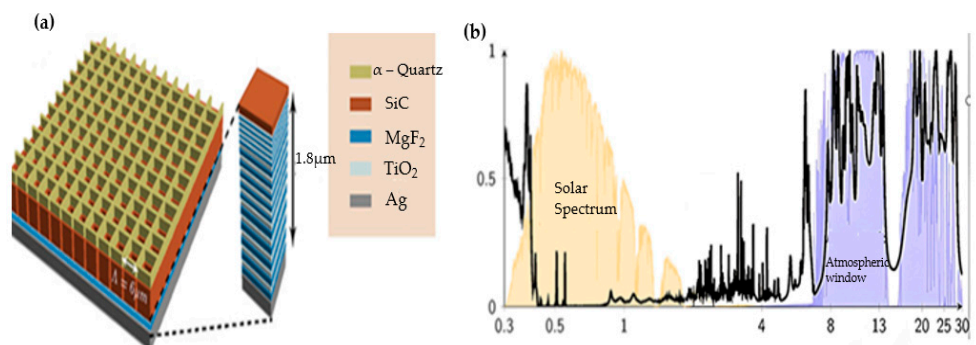 (a)
α – Quartz
SiC
MgF₂
TiO₂
Ag
1.8μm
Λ = 6μm
(b)
1
0.5
0
Solar
Spectrum
Atmospheric
window
0.3 0.5 1 4 8 13 20 25 30